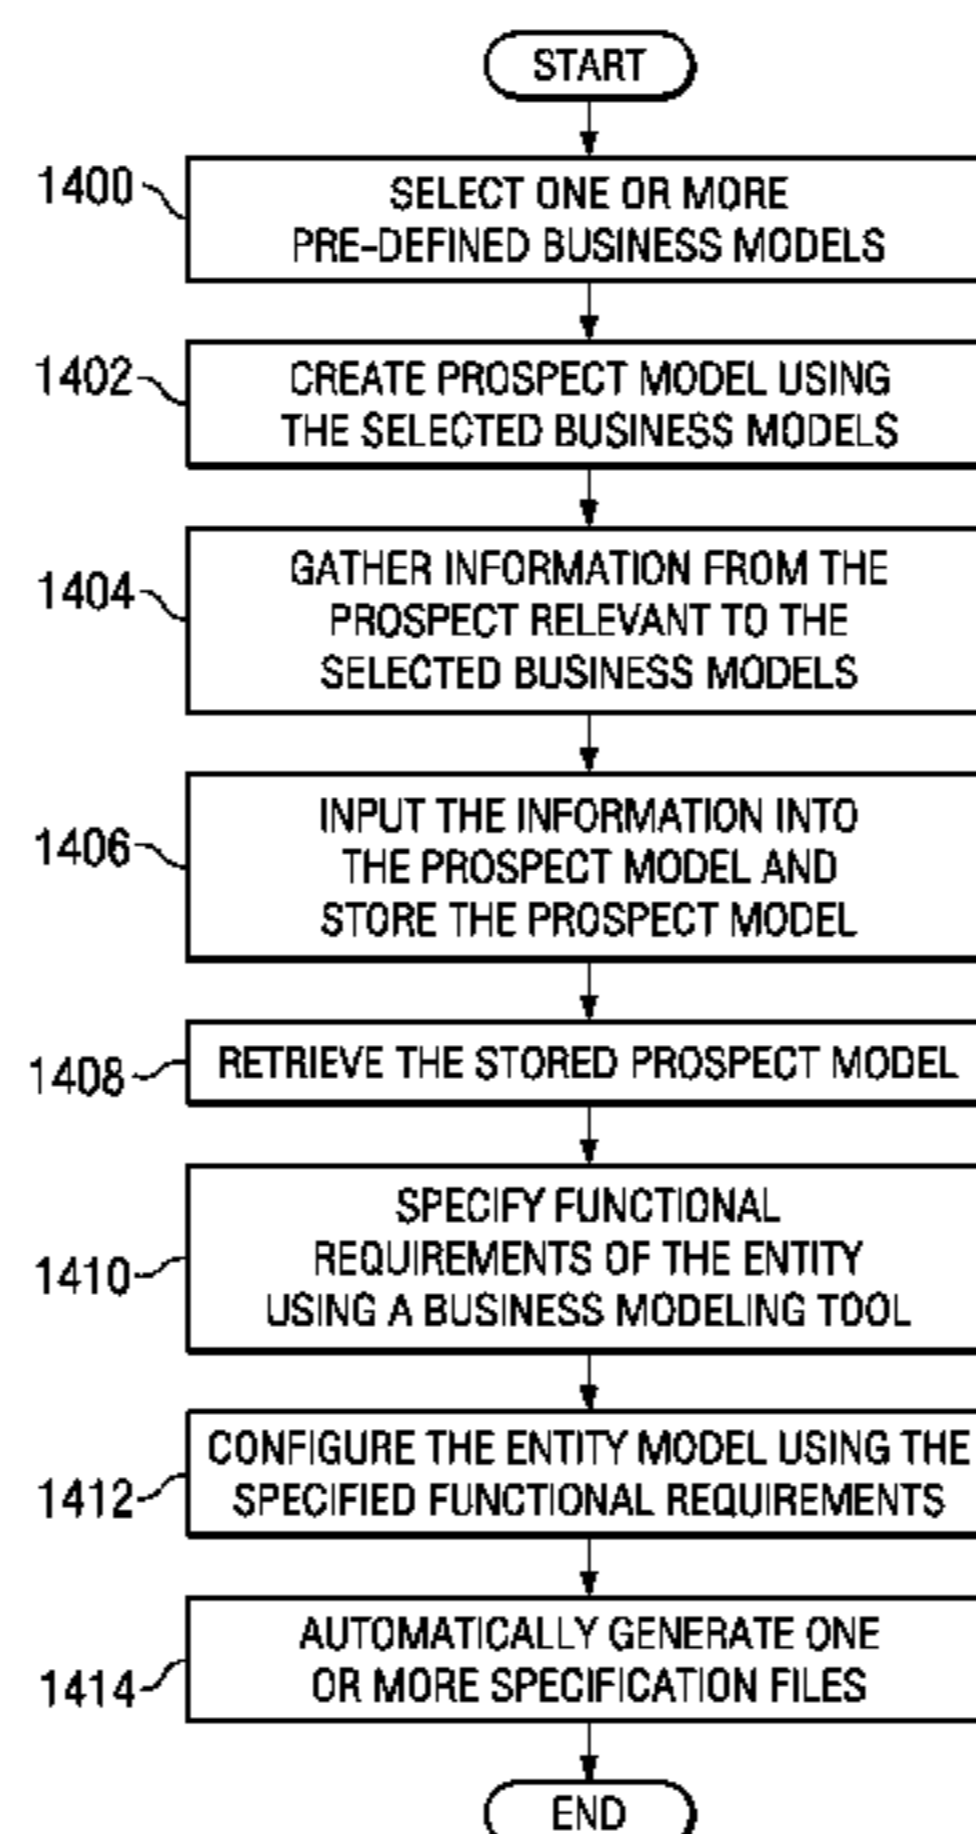 START
1400
SELECT ONE OR MORE
PRE-DEFINED BUSINESS MODELS
1402
CREATE PROSPECT MODEL USING
THE SELECTED BUSINESS MODELS
1404
GATHER INFORMATION FROM THE
PROSPECT RELEVANT TO THE
SELECTED BUSINESS MODELS
1406
INPUT THE INFORMATION INTO
THE PROSPECT MODEL AND
STORE THE PROSPECT MODEL
1408
RETRIEVE THE STORED PROSPECT MODEL
1410
SPECIFY FUNCTIONAL
REQUIREMENTS OF THE ENTITY
USING A BUSINESS MODELING TOOL
1412
CONFIGURE THE ENTITY MODEL USING THE
SPECIFIED FUNCTIONAL REQUIREMENTS
1414
AUTOMATICALLY GENERATE ONE
OR MORE SPECIFICATION FILES
END